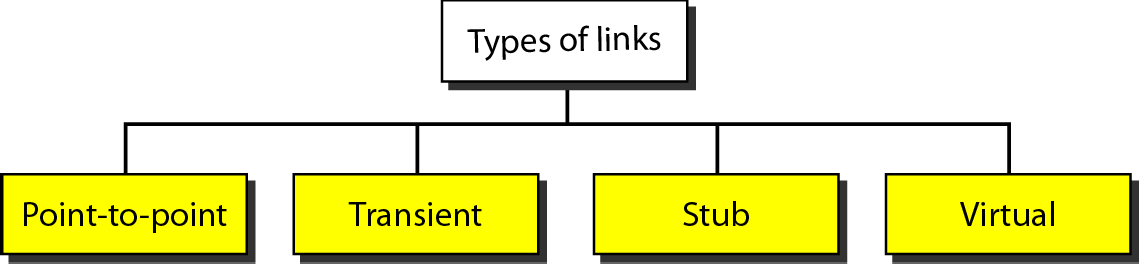 Types of links
Point-to-point
Transient
Stub
Virtual